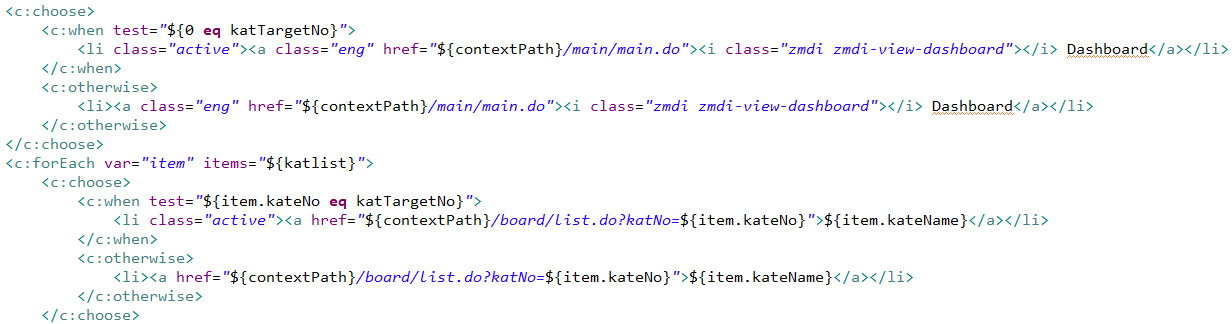 <c:choose>
    <c:when test="${0 eq katTargetNo}">
        <li class="active"><a class="eng" href="${contextPath}/main/main.do"><i class="zmdi zmdi-view-dashboard"></i> Dashboard</a></li>
    </c:when>
    <c:otherwise>
        <li><a class="eng" href="${contextPath}/main/main.do"><i class="zmdi zmdi-view-dashboard"></i> Dashboard</a></li>
    </c:otherwise>
</c:choose>
<c:forEach var="item" items="${katlist}">
    <c:choose>
        <c:when test="${item.kateNo eq katTargetNo}">
            <li class="active"><a href="${contextPath}/board/list.do?katNo=${item.kateNo}">${item.kateName}</a></li>
        </c:when>
        <c:otherwise>
            <li><a href="${contextPath}/board/list.do?katNo=${item.kateNo}">${item.kateName}</a></li>
        </c:otherwise>
    </c:choose>